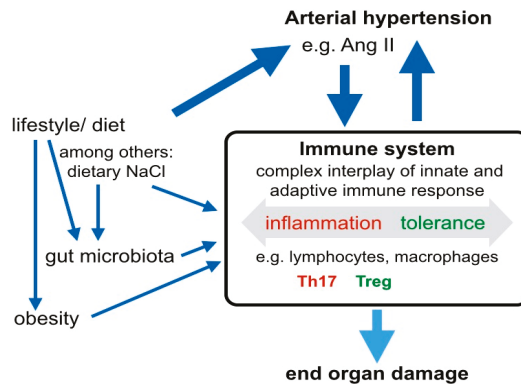 Arterial hypertension
e.g. Ang II
lifestyle/ diet
among others:
dietary NaCl
gut microbiota
obesity
Immune system
complex interplay of innate and
adaptive immune response
inflammation tolerance
e.g. lymphocytes, macrophages
Th17 Treg
end organ damage